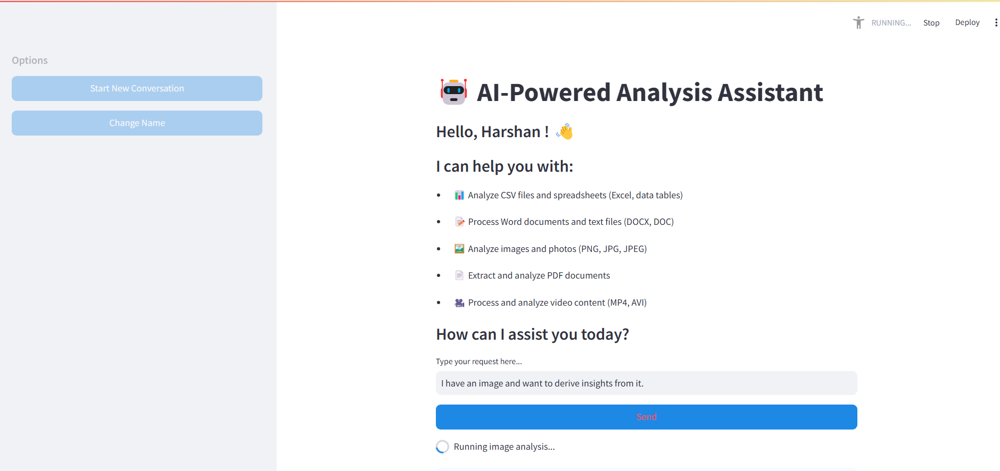 RUNNING...
Stop
Deploy
Options
Start New Conversation
Change Name
AI-Powered Analysis Assistant
Hello, Harshan !
I can help you with:
Analyze CSV files and spreadsheets (Excel, data tables)
Process Word documents and text files (DOCX, DOC)
Analyze images and photos (PNG, JPG, JPEG)
Extract and analyze PDF documents
Process and analyze video content (MP4, AVI)
How can I assist you today?
Type your request here...
I have an image and want to derive insights from it.
Send
Running image analysis...